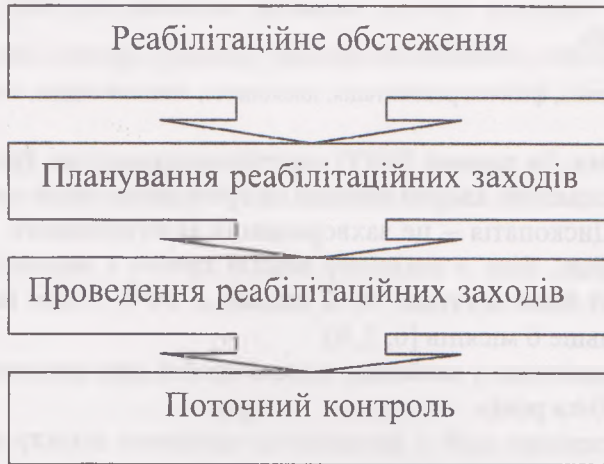 Реабілітаційне обстеження
Планування реабілітаційних заходів
Проведення реабілітаційних заходів
Поточний контроль